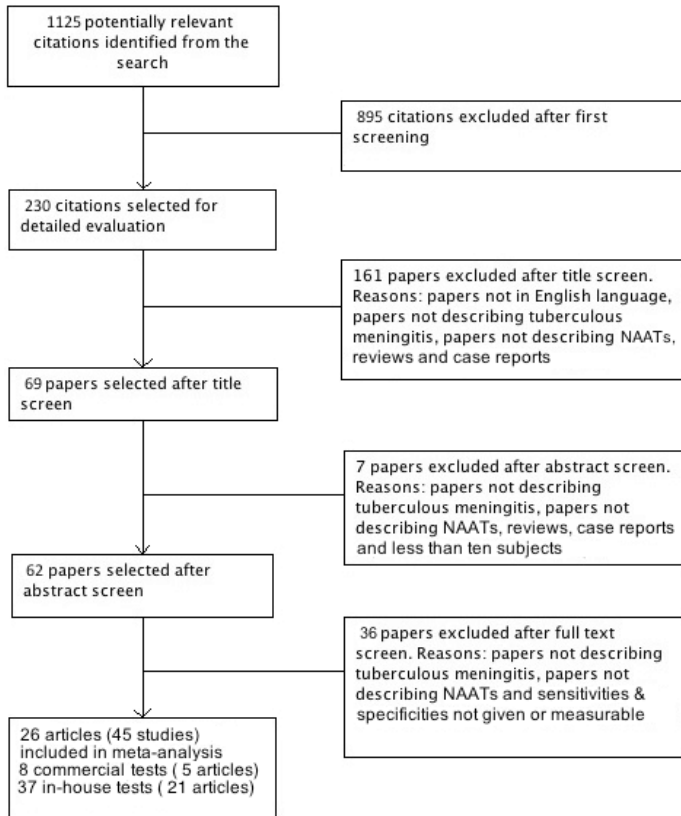 1125 potentially relevant
citations identified from the
search
895 citations excluded after first
screening
230 citations selected for
detailed evaluation
161 papers excluded after title screen.
Reasons: papers not in English language,
papers not describing tuberculous
meningitis, papers not describing NAATs,
reviews and case reports
69 papers selected after title
screen
7 papers excluded after abstract screen.
Reasons: papers not describing
tuberculous meningitis, papers not
describing NAATs, reviews, case reports
and less than ten subjects
62 papers selected after
abstract screen
36 papers excluded after full text
screen. Reasons: papers not describing
tuberculous meningitis, papers not
describing NAATs and sensitivities &
specificities not given or measurable
26 articles (45 studies)
included in meta-analysis
8 commercial tests ( 5 articles)
37 in-house tests ( 21 articles)